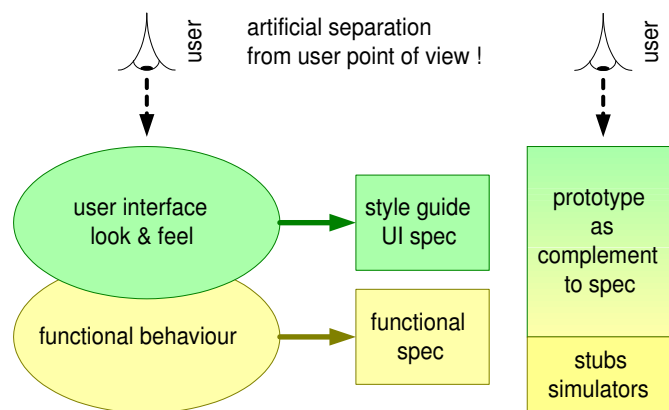 user
artificial separation
from user point of view !
user
user interface
look & feel
style guide
UI spec
prototype
as
complement
to spec
functional behaviour
functional
spec
stubs
simulators